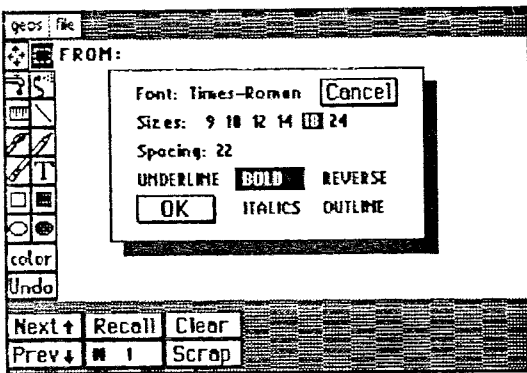 geos file
FROM:
Font: Times-Roman Cancel
Sizes: 9 10 12 14 18 24
Spacing: 22
UNDERLINE BOLD REVERSE
OK ITALICS OUTLINE
T
color
Undo
Next ↑ Recall Clear
Prev ↓ # 1 Scrap